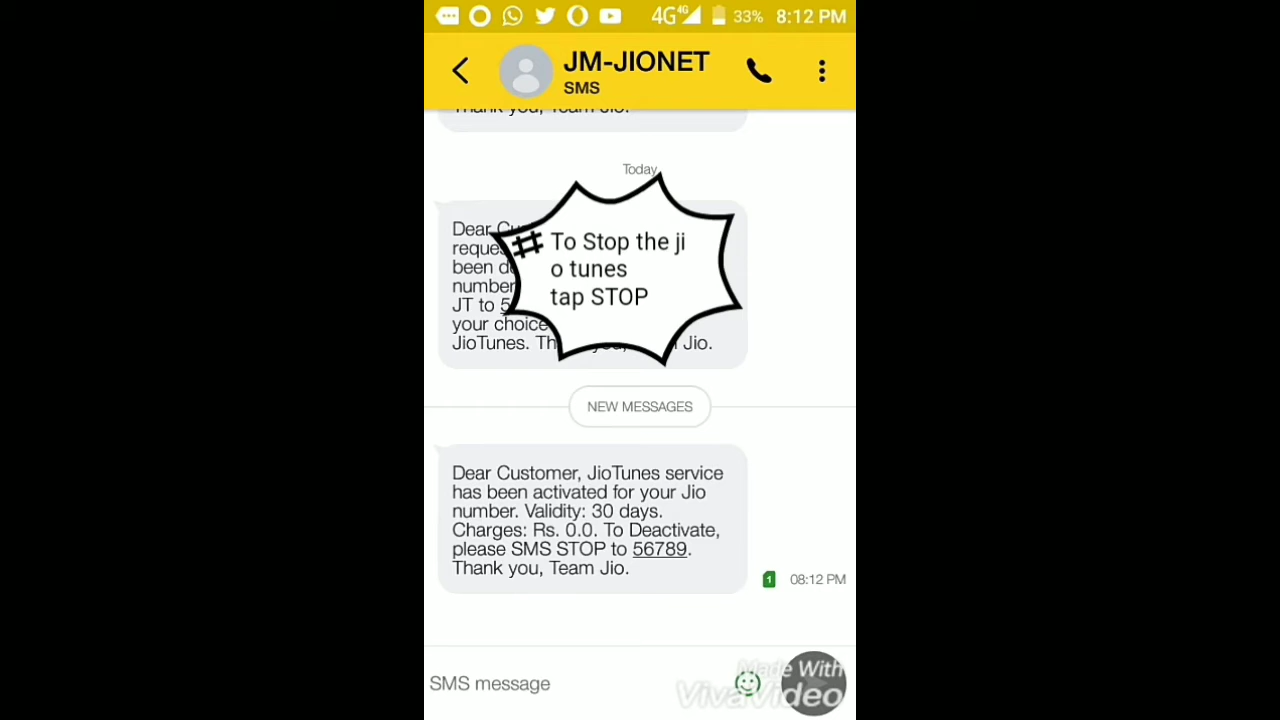 4G 4G 33% 8:12 PM
JM-JIONET
SMS
Thank you, Team Jio.
Today
Dear
reque
been
number
JT to 5
your choice
JioTunes. Th Jio.
# To Stop the ji
o tunes
tap STOP
NEW MESSAGES
Dear Customer, JioTunes service
has been activated for your Jio
number. Validity: 30 days.
Charges: Rs. 0.0. To Deactivate,
please SMS STOP to 56789.
Thank you, Team Jio.
1 08:12 PM
SMS message
Made With
VivaVideo